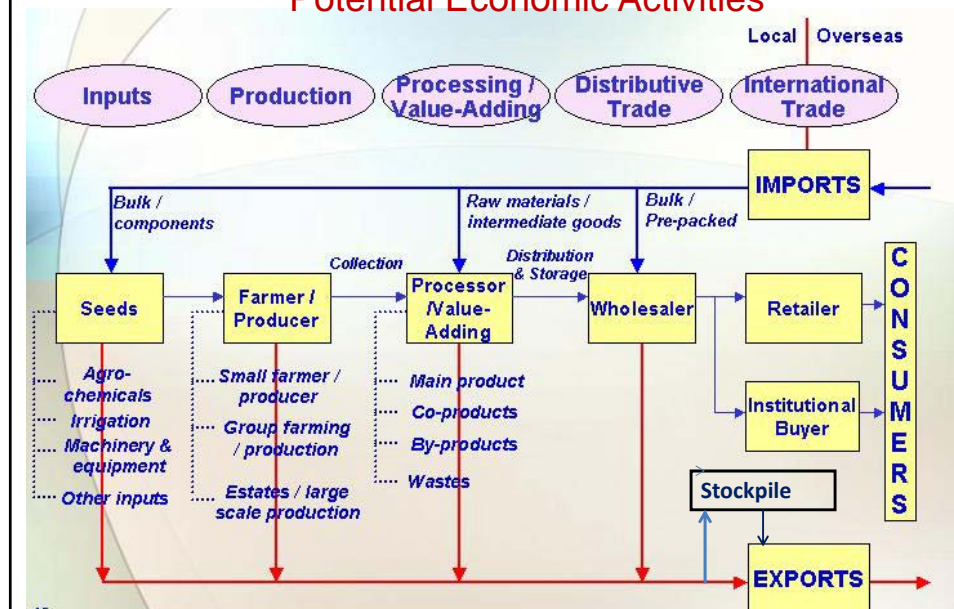 Potential Economic Activities
Local
Overseas
Inputs
Production
Processing /
Value-Adding
Distributive
Trade
International
Trade
IMPORTS
Bulk /
components
Raw materials /
intermediate goods
Bulk /
Pre-packed
Collection
Distribution
& Storage
Seeds
Farmer /
Producer
Processor
/Value-
Adding
Wholesaler
Retailer
Institutional
Buyer
CONSUMERS
Agro-
chemicals
Irrigation
Machinery &
equipment
Other inputs
Small farmer /
producer
Group farming
/ production
Estates / large
scale production
Main product
Co-products
By-products
Wastes
Stockpile
EXPORTS